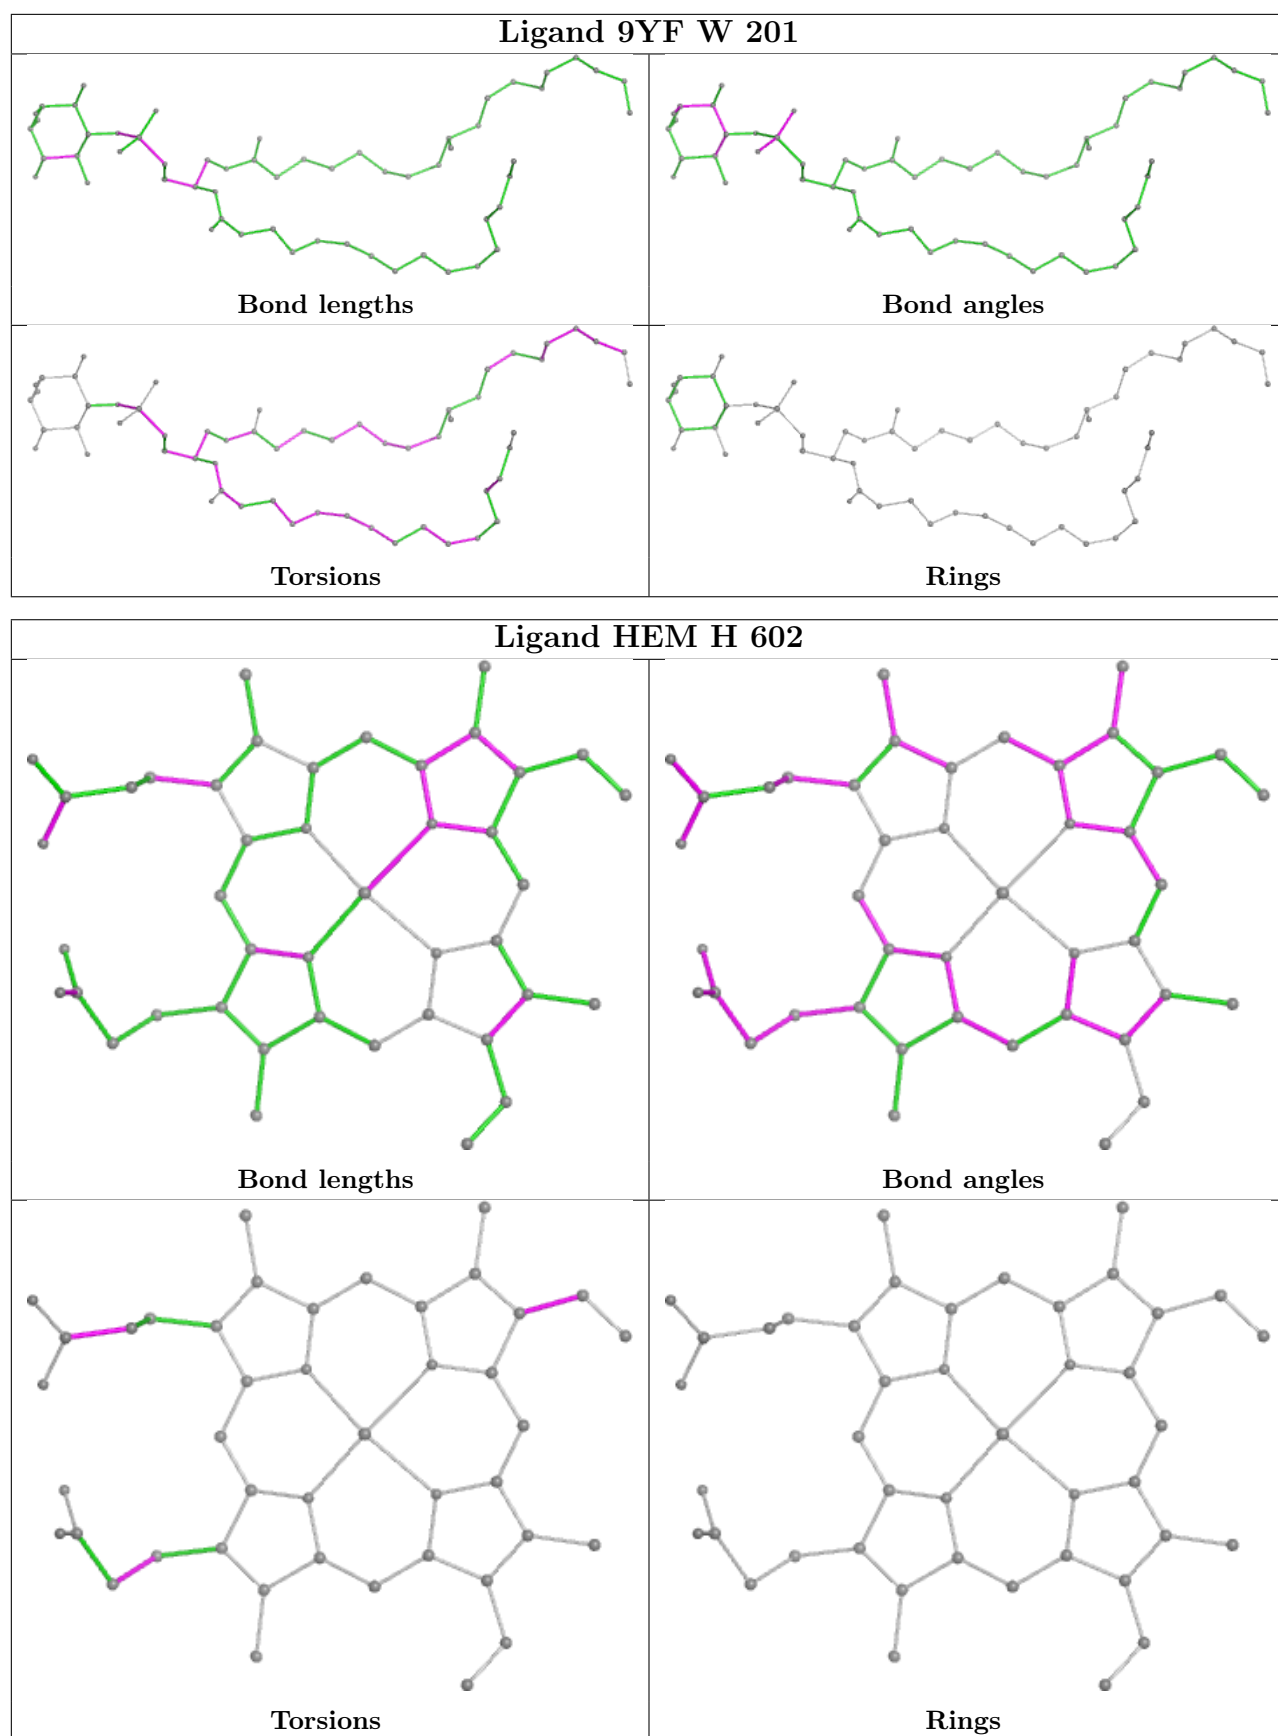 Ligand 9YF W 201
Bond lengths
Bond angles
Torsions
Rings
Ligand HEM H 602
Bond lengths
Bond angles
Torsions
Rings